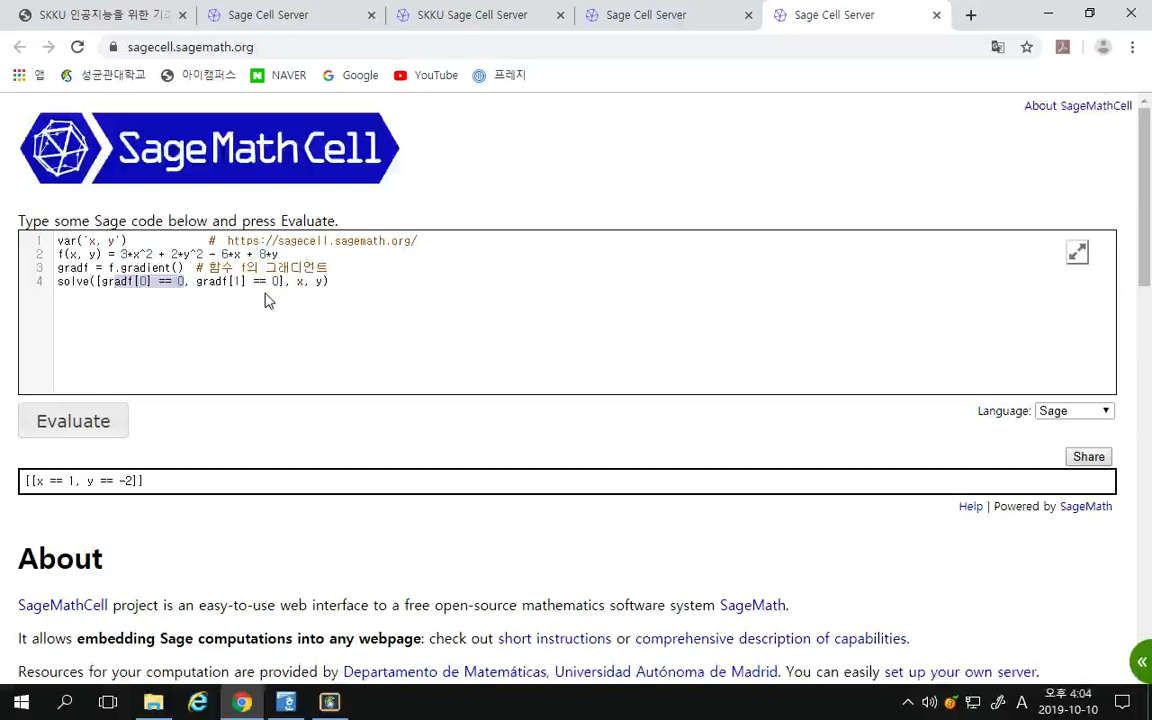 SKKU 인공지능을 위한 기초
Sage Cell Server
SKKU Sage Cell Server
Sage Cell Server
Sage Cell Server
sagecell.sagemath.org
앱
성균관대학교
아이캠퍼스
NAVER
Google
YouTube
프레지
About SageMathCell
SageMathCell
Type some Sage code below and press Evaluate.
1 var('x, y') # https://sagecell.sagemath.org/
2 f(x, y) = 3*x^2 + 2*y^2 - 6*x + 8*y
3 gradf = f.gradient() # 함수 f의 그래디언트
4 solve([gradf[0] == 0, gradf[1] == 0], x, y)
Evaluate
Language: Sage
Share
[[x == 1, y == -2]]
Help | Powered by SageMath
About
SageMathCell project is an easy-to-use web interface to a free open-source mathematics software system SageMath.
It allows embedding Sage computations into any webpage: check out short instructions or comprehensive description of capabilities.
Resources for your computation are provided by Departamento de Matemáticas, Universidad Autónoma de Madrid. You can easily set up your own server.
A
오후 4:04
2019-10-10